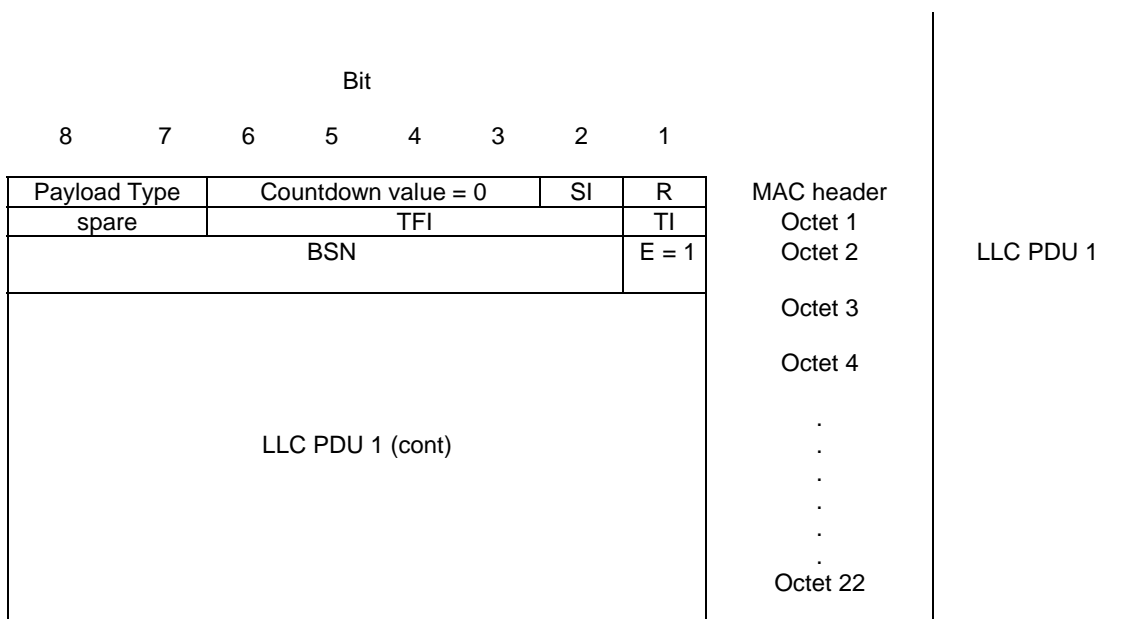 Bit
8 7 6 5 4 3 2 1
Payload Type Countdown value = 0 SI R MAC header
spare TFI TI Octet 1
BSN E = 1 Octet 2 LLC PDU 1
Octet 3
Octet 4
.
LLC PDU 1 (cont) .
.
.
.
.
Octet 22